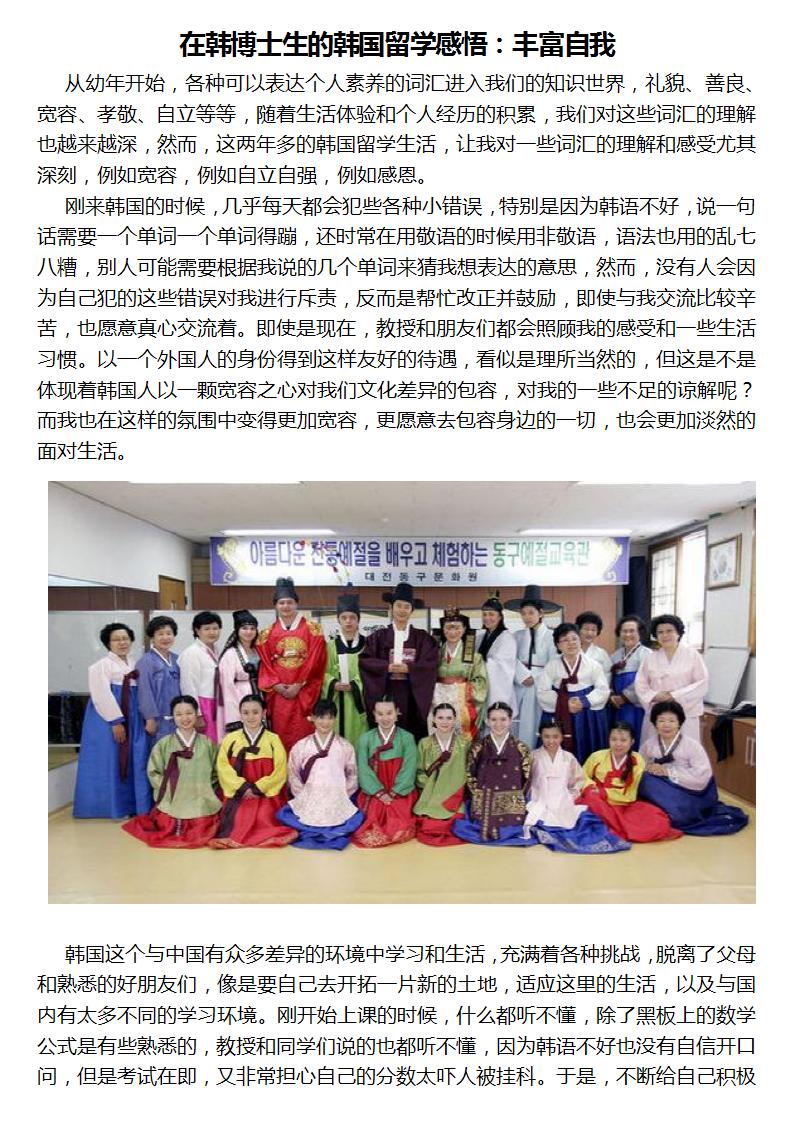 在韩博士生的韩国留学感悟：丰富自我
从幼年开始，各种可以表达个人素养的词汇进入我们的知识世界，礼貌、善良、
宽容、孝敬、自立等等，随着生活体验和个人经历的积累，我们对这些词汇的理解
也越来越深，然而，这两年多的韩国留学生活，让我对一些词汇的理解和感受尤其
深刻，例如宽容，例如自立自强，例如感恩。
刚来韩国的时候，几乎每天都会犯些各种小错误，特别是因为韩语不好，说一句
话需要一个单词一个单词得蹦，还时常在用敬语的时候用非敬语，语法也用的乱七
八糟，别人可能需要根据我说的几个单词来猜我想表达的意思，然而，没有人会因
为自己犯的这些错误对我进行斥责，反而是帮忙改正并鼓励，即使与我交流比较辛
苦，也愿意真心交流着。即使是现在，教授和朋友们都会照顾我的感受和一些生活
习惯。以一个外国人的身份得到这样友好的待遇，看似是理所当然的，但这是不是
体现着韩国人以一颗宽容之心对我们文化差异的包容，对我的一些不足的谅解呢？
而我也在这样的氛围中变得更加宽容，更愿意去包容身边的一切，也会更加淡然的
面对生活。
아름다운 전통예절을 배우고 체험하는 동구예절교육관
대전동구문화원
韩国这个与中国有众多差异的环境中学习和生活，充满着各种挑战，脱离了父母
和熟悉的好朋友们，像是要自己去开拓一片新的土地，适应这里的生活，以及与国
内有太多不同的学习环境。刚开始上课的时候，什么都听不懂，除了黑板上的数学
公式是有些熟悉的，教授和同学们说的也都听不懂，因为韩语不好也没有自信开口
问，但是考试在即，又非常担心自己的分数太吓人被挂科。于是，不断给自己积极